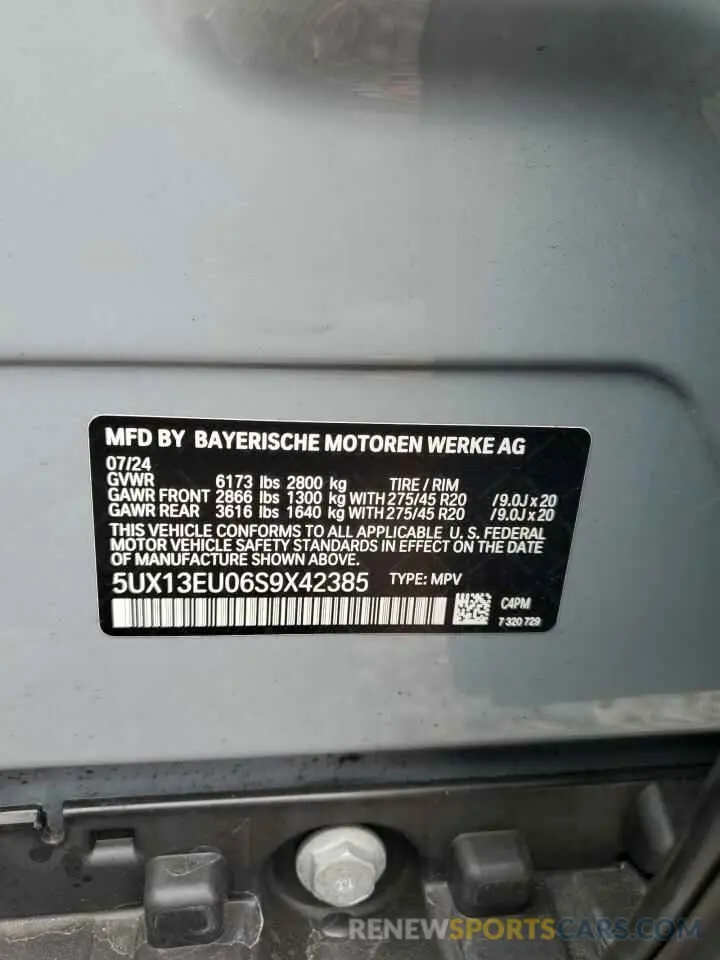 MFD BY BAYERISCHE MOTOREN WERKE AG
07/24
GVWR 6173 lbs 2800 kg TIRE / RIM
GAWR FRONT 2866 lbs 1300 kg WITH 275/45 R20 /9.0J x 20
GAWR REAR 3616 lbs 1640 kg WITH 275/45 R20 /9.0J x 20
THIS VEHICLE CONFORMS TO ALL APPLICABLE U. S. FEDERAL
MOTOR VEHICLE SAFETY STANDARDS IN EFFECT ON THE DATE
OF MANUFACTURE SHOWN ABOVE.
5UX13EU06S9X42385 TYPE: MPV
C4PM
7 320 729
RENEWSPORTSCARS.COM